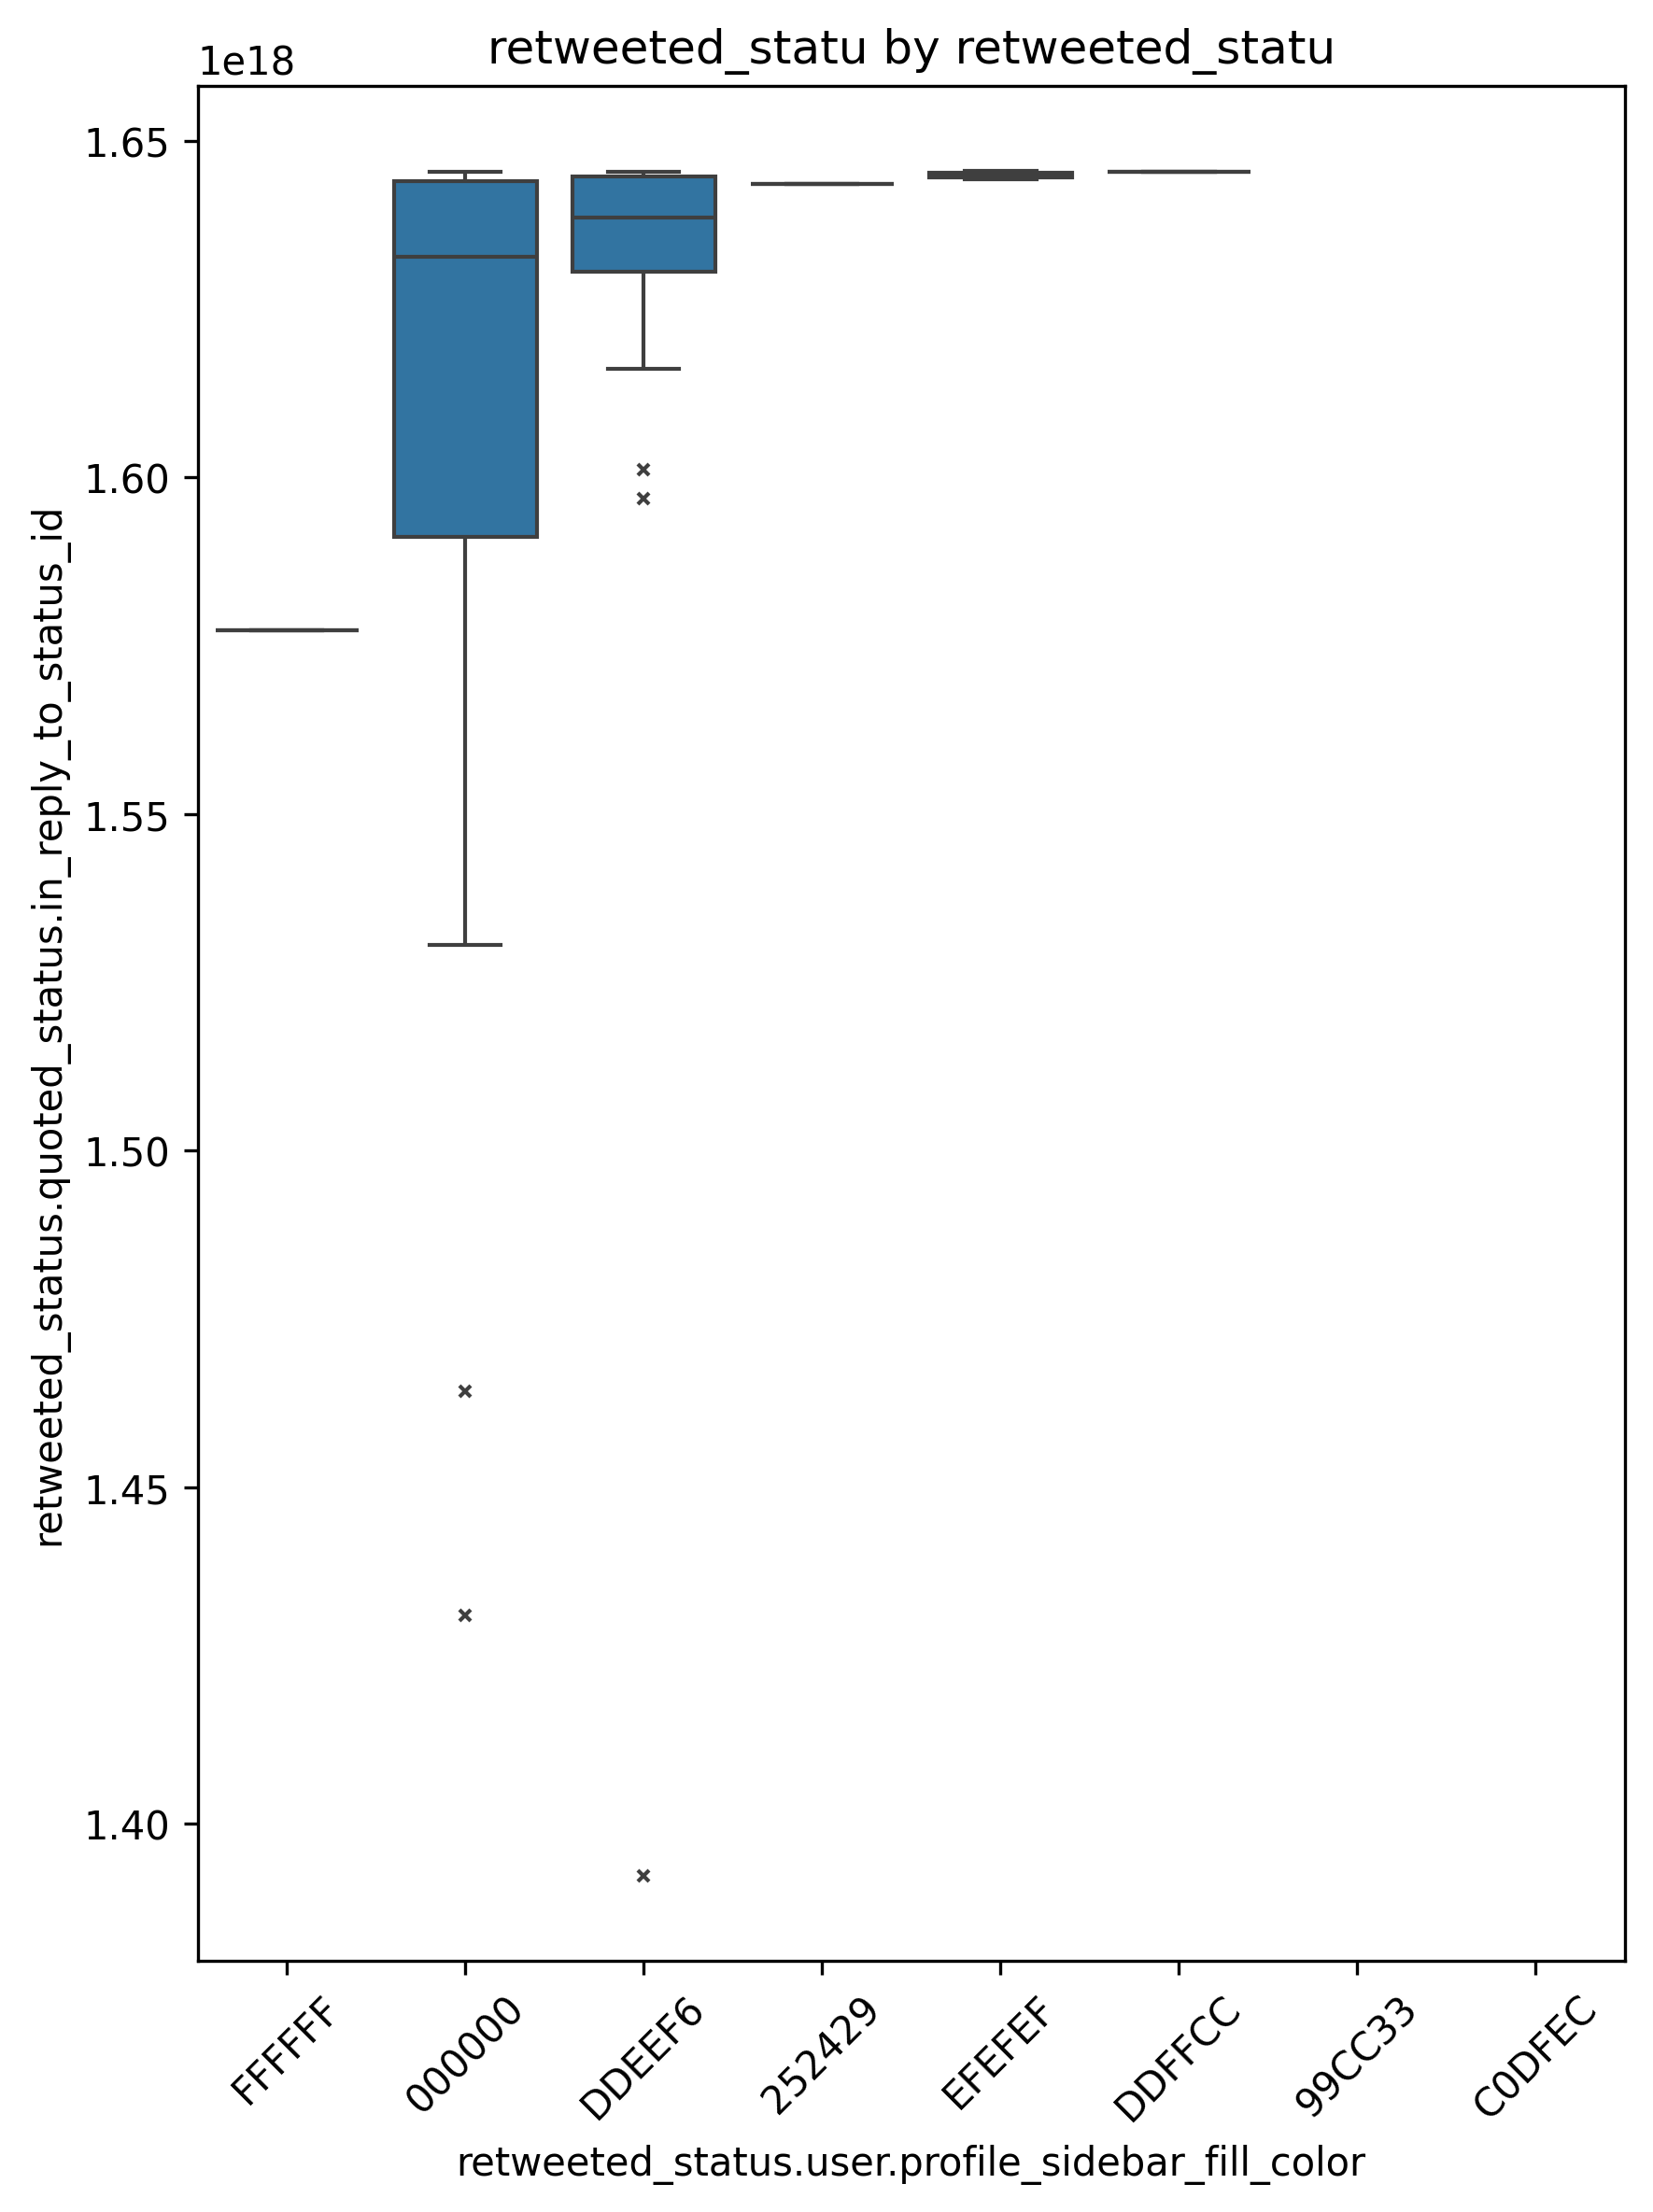 retweeted_statu by retweeted_statu
1e18
1.65
1.60
1.55
1.50
1.45
1.40
retweeted_status.quoted_status.in_reply_to_status_id
FFFFFF
000000
DDEEF6
252429
EFEFEF
DDFFCC
99CC33
C0DFEC
retweeted_status.user.profile_sidebar_fill_color